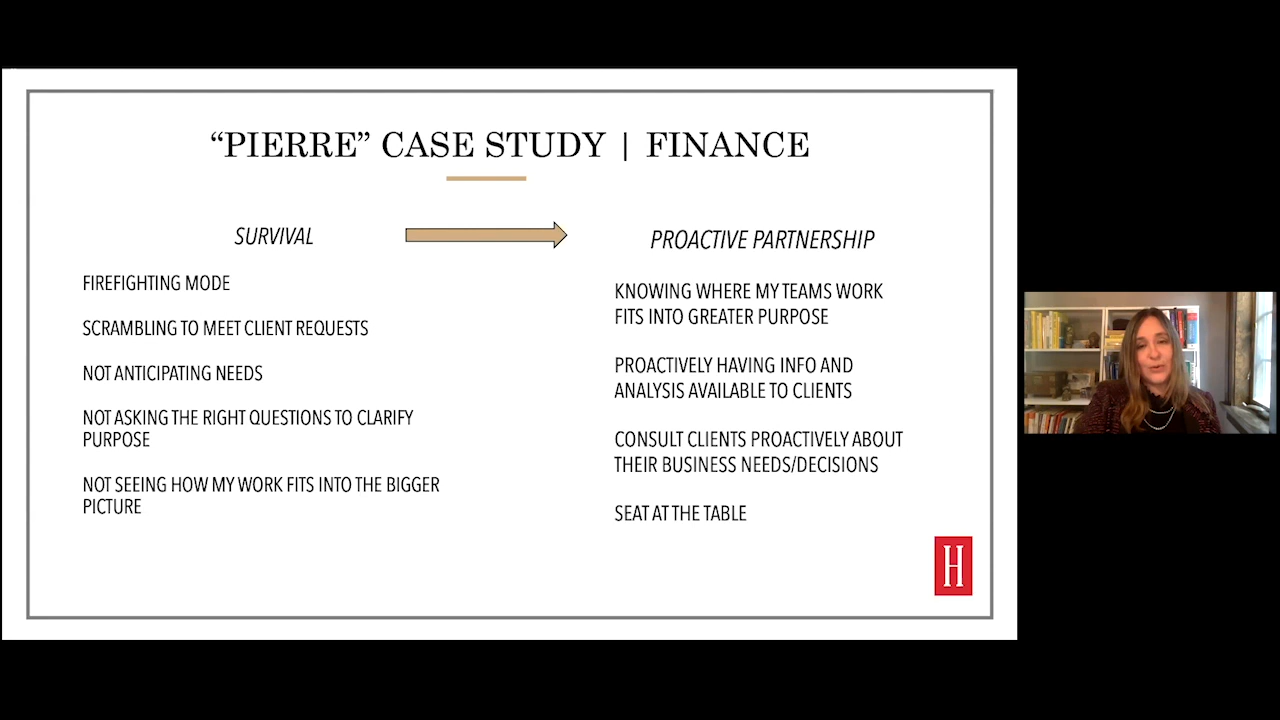 “PIERRE” CASE STUDY | FINANCE
SURVIVAL
FIREFIGHTING MODE
SCRAMBLING TO MEET CLIENT REQUESTS
NOT ANTICIPATING NEEDS
NOT ASKING THE RIGHT QUESTIONS TO CLARIFY
PURPOSE
NOT SEEING HOW MY WORK FITS INTO THE BIGGER
PICTURE
PROACTIVE PARTNERSHIP
KNOWING WHERE MY TEAMS WORK
FITS INTO GREATER PURPOSE
PROACTIVELY HAVING INFO AND
ANALYSIS AVAILABLE TO CLIENTS
CONSULT CLIENTS PROACTIVELY ABOUT
THEIR BUSINESS NEEDS/DECISIONS
SEAT AT THE TABLE
H